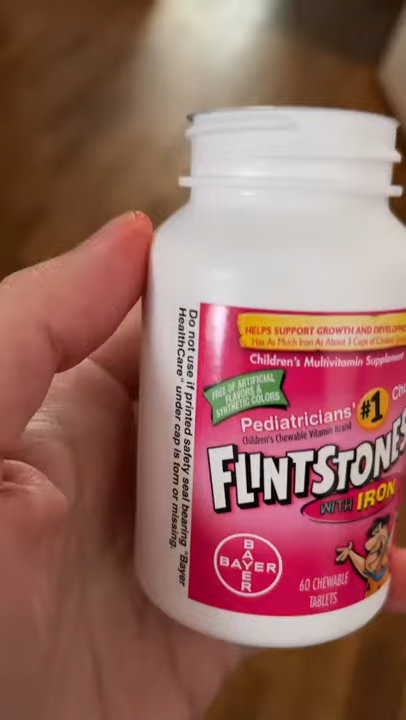 Do not use if printed safety seal bearing "Bayer
HealthCare" under cap is torn or missing.
HELPS SUPPORT GROWTH AND
Has As Much Iron As About 3 Cups of
Children's Multivitamin Supplement
FREE OF ARTIFICIAL
FLAVORS &
SYNTHETIC COLORS
Pediatricians' #1
Children's Chewable Vitamin Brand
FLINTSTONES
WITH IRON
BAYER
BAYER
60 CHEWABLE
TABLETS